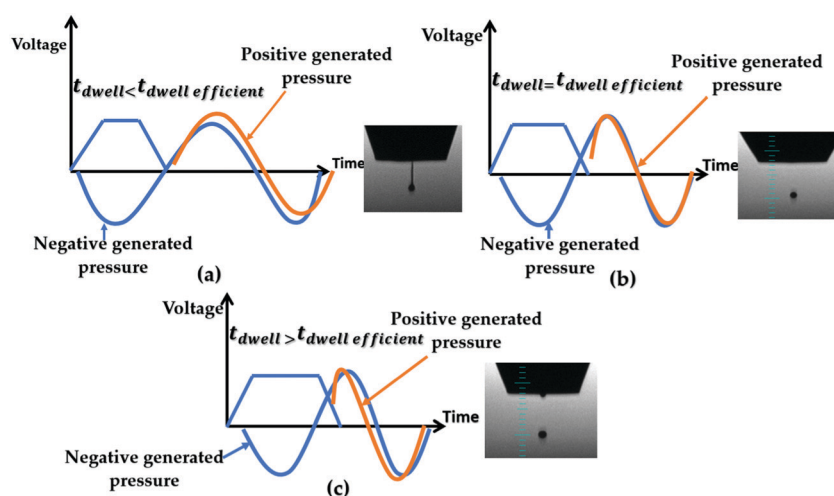 (a)
Voltage
t_dwell<t_dwell efficient
Positive generated
pressure
Time
Negative generated
pressure
(b)
Voltage
t_dwell=t_dwell efficient
Positive generated
pressure
Time
Negative generated
pressure
Voltage
t_dwell>t_dwell efficient
Positive generated
pressure
Time
Negative generated
pressure
(c)